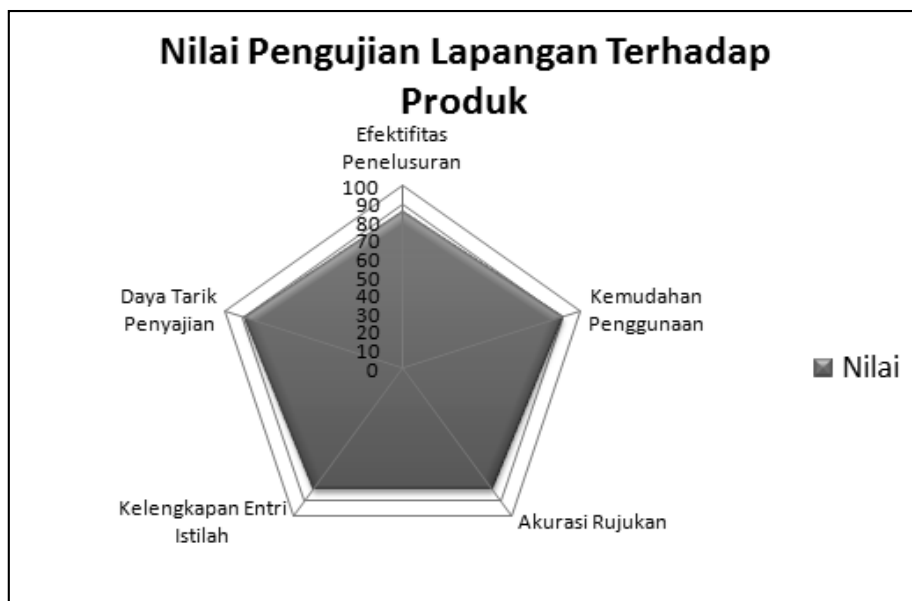 Nilai Pengujian Lapangan Terhadap
Produk
Efektifitas
Penelusuran
100
90
80
70
60
50
40
30
20
10
0
Kemudahan
Penggunaan
Akurasi Rujukan
Kelengkapan Entri
Istilah
Daya Tarik
Penyajian
Nilai